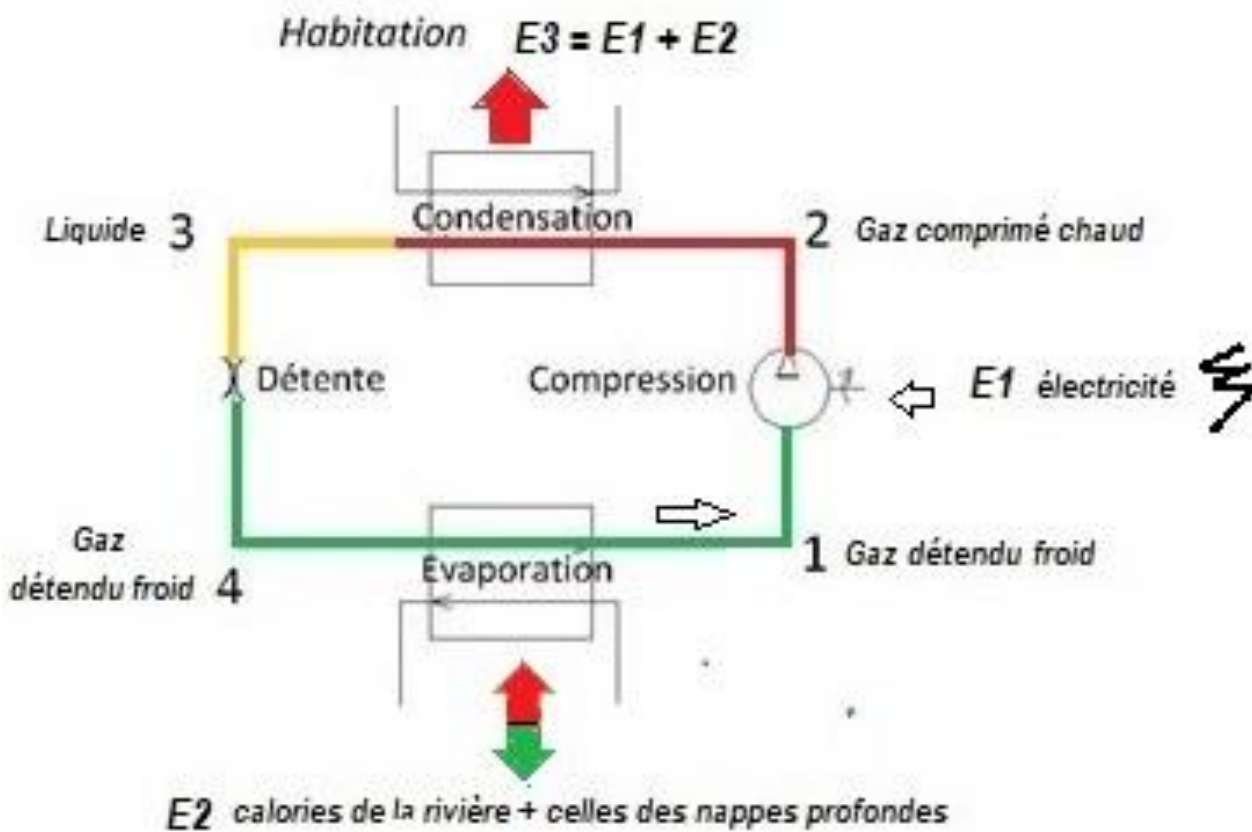 Habitation E3 = E1 + E2
Condensation
Liquide 3
2 Gaz comprimé chaud
Détente
Compression
E1 électricité
Gaz
détendu froid 4
Evaporation
1 Gaz détendu froid
E2 calories de la rivière + celles des nappes profondes